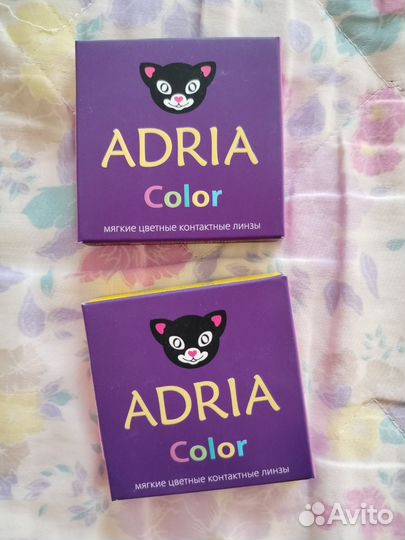 ADRIA
Color
мягкие цветные контактные линзы
ADRIA
Color
мягкие цветные контактные линзы
Avito